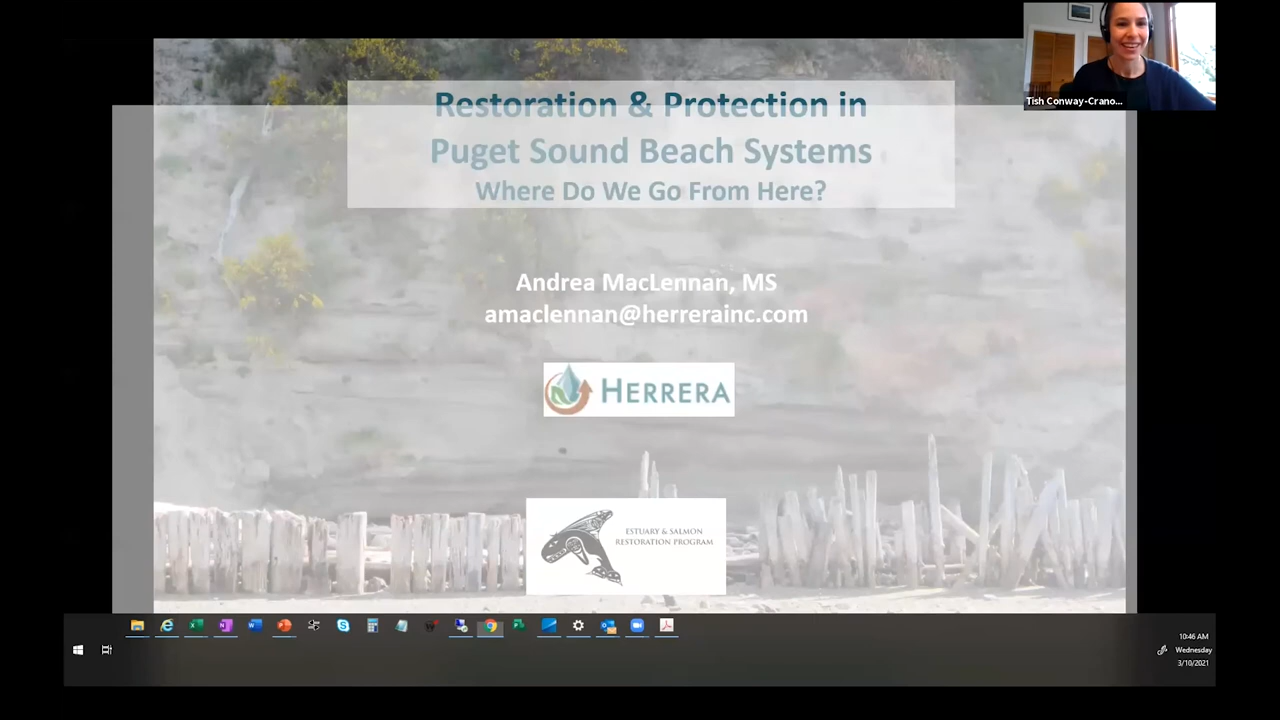 Tish Conway-Crano...
Restoration & Protection in
Puget Sound Beach Systems
Where Do We Go From Here?
Andrea MacLennan, MS
amaclennan@herrerainc.com
HERRERA
ESTUARY & SALMON
RESTORATION PROGRAM
10:46 AM
Wednesday
3/10/2021